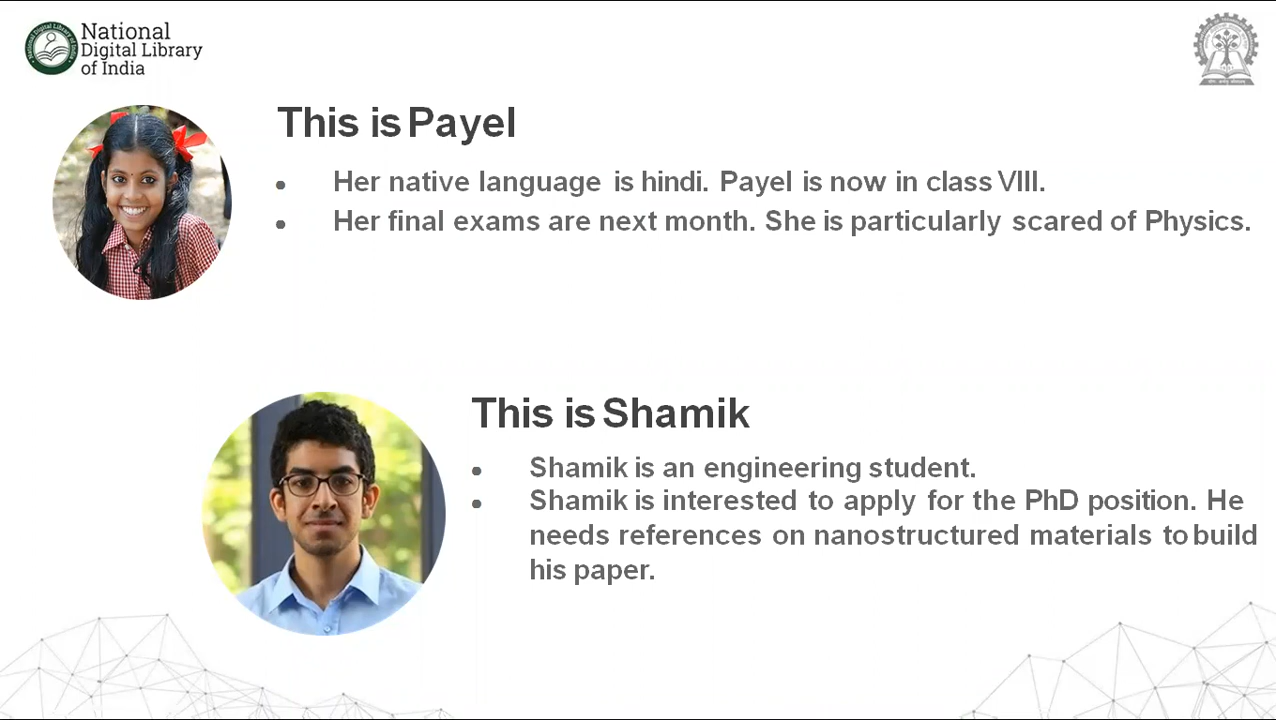 National
Digital Library
of India
This is Payel
• Her native language is hindi. Payel is now in class VIII.
• Her final exams are next month. She is particularly scared of Physics.
This is Shamik
• Shamik is an engineering student.
• Shamik is interested to apply for the PhD position. He
needs references on nanostructured materials to build
his paper.